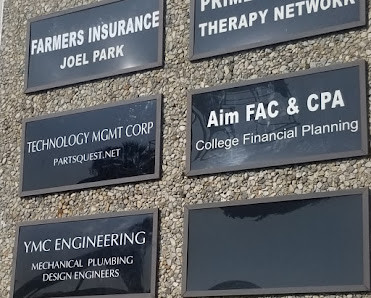 FARMERS INSURANCE
JOEL PARK
THERAPY NETWORK
TECHNOLOGY MGMT CORP
PARTSQUEST.NET
Aim FAC & CPA
College Financial Planning
YMC ENGINEERING
MECHANICAL PLUMBING
DESIGN ENGINEERS